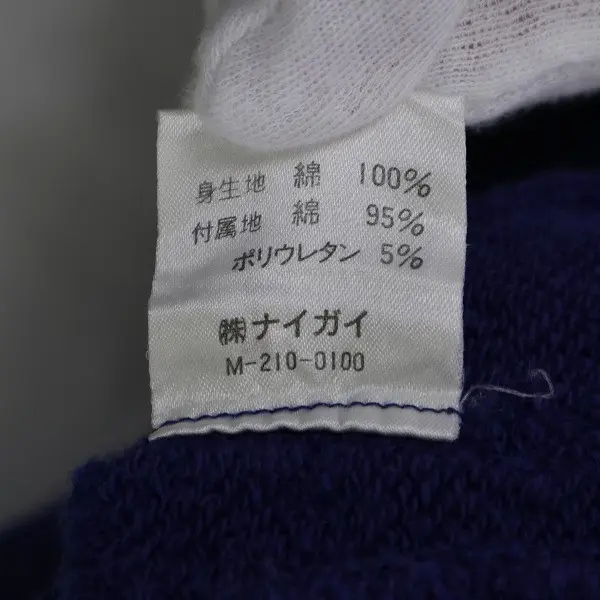 身生地 綿 100%
付属地 綿 95%
ポリウレタン 5%
㈱ナイガイ
M-210-0100